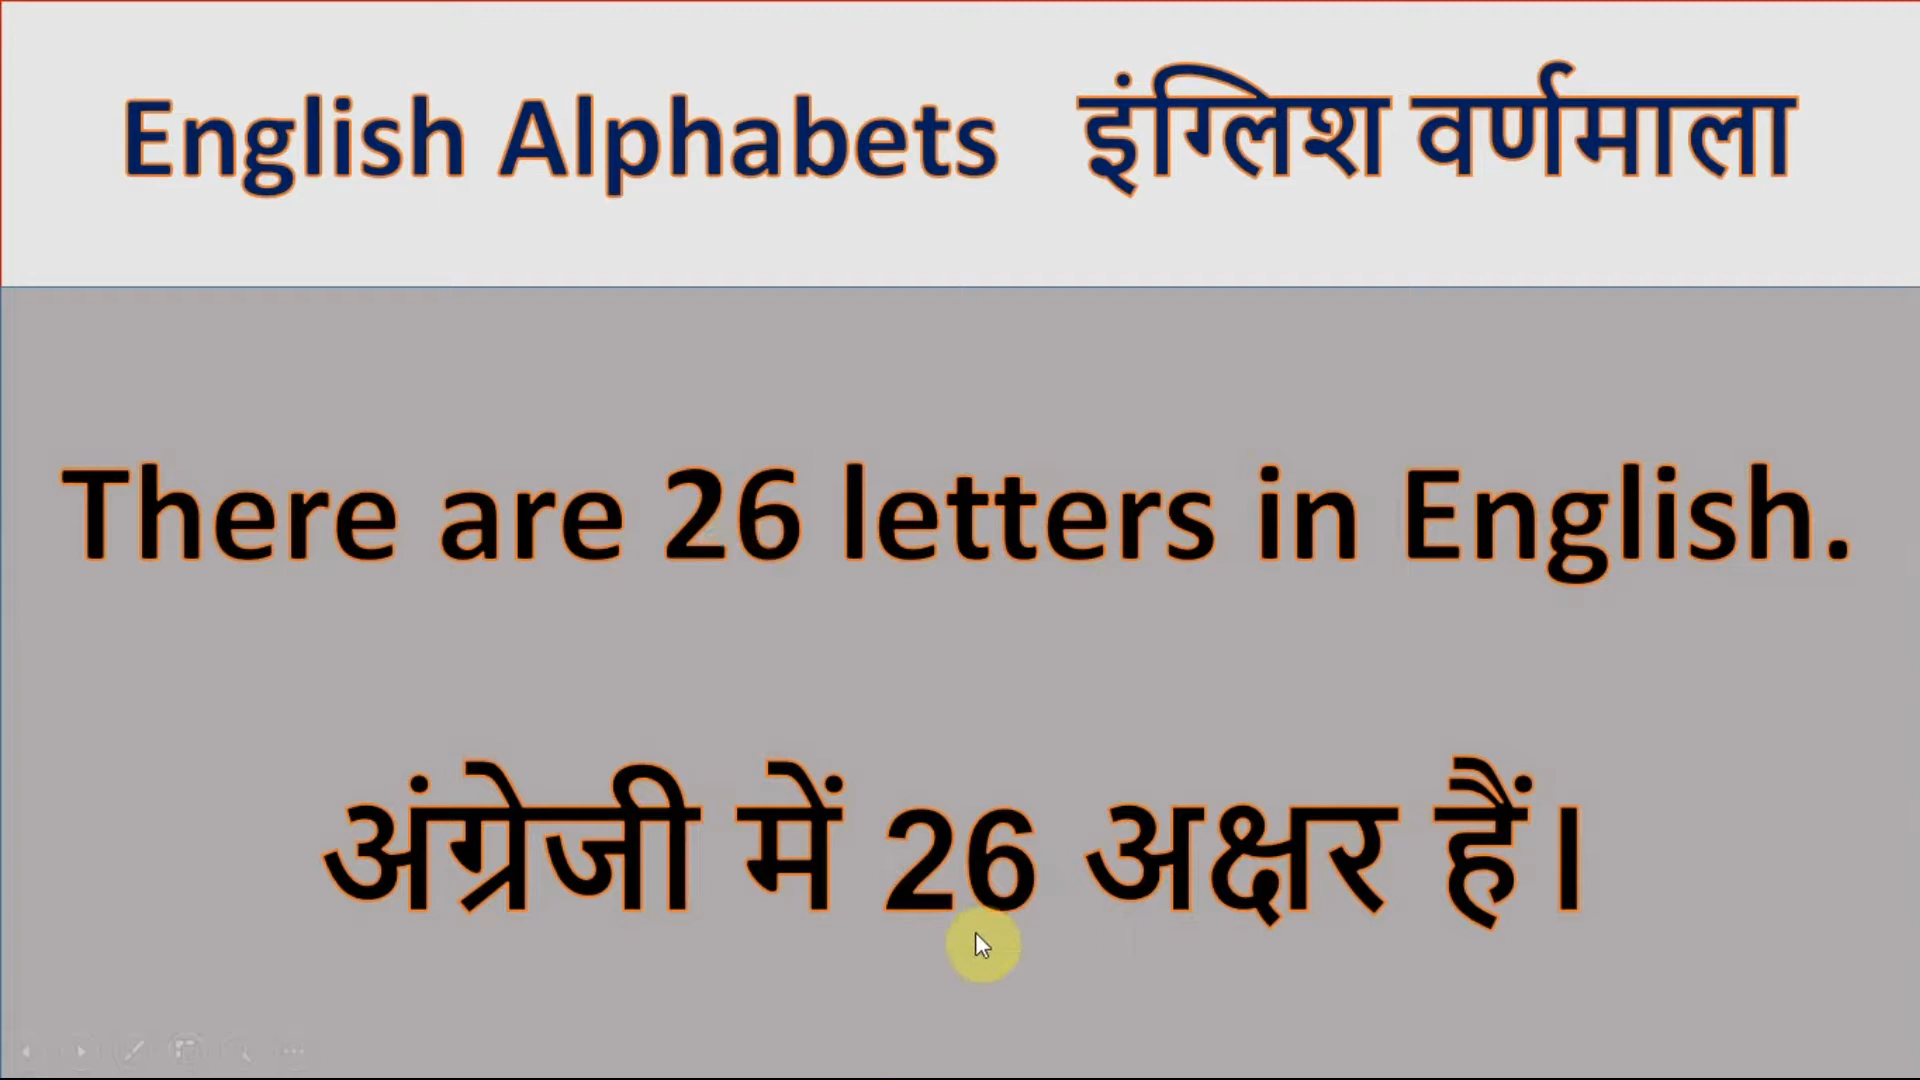 English Alphabets इंग्लिश वर्णमाला
There are 26 letters in English.
अंग्रेजी में 26 अक्षर हैं।